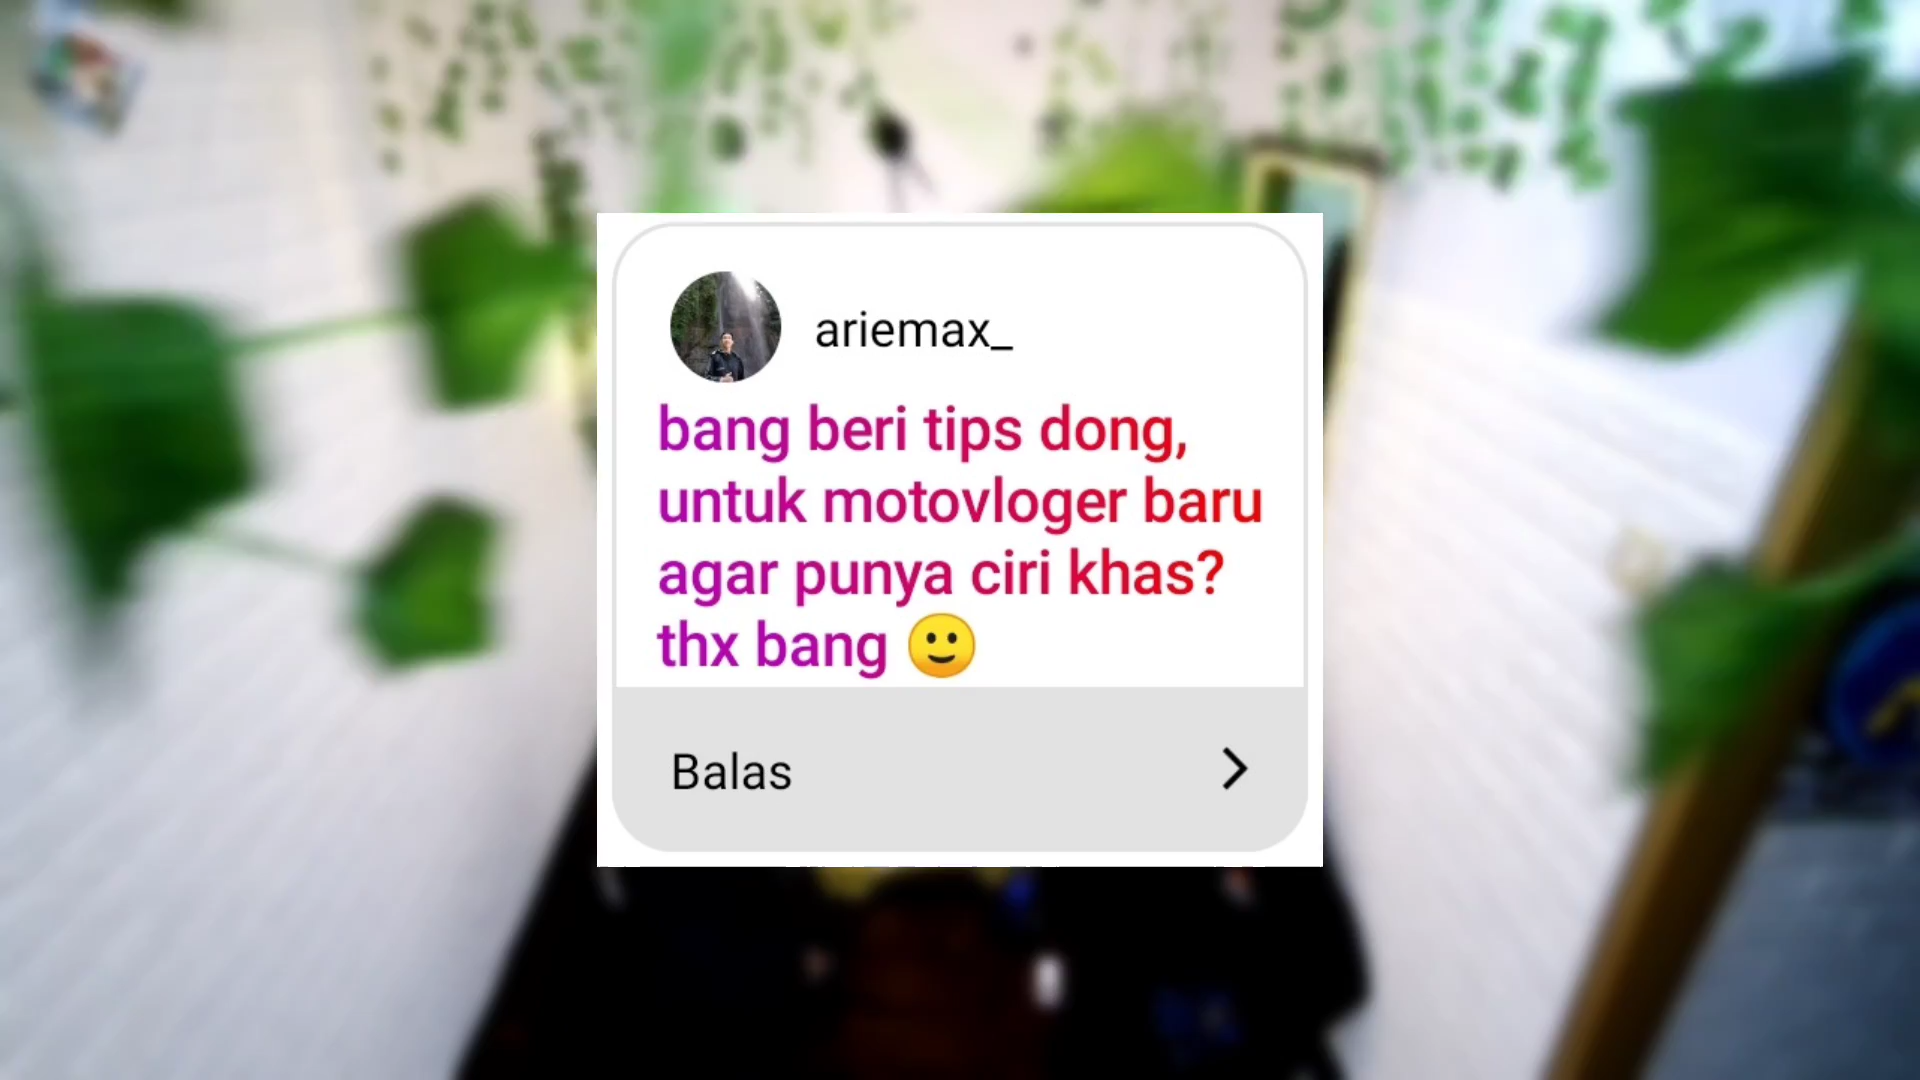 ariemax_
bang beri tips dong,
untuk motovloger baru
agar punya ciri khas?
thx bang 🙂
Balas